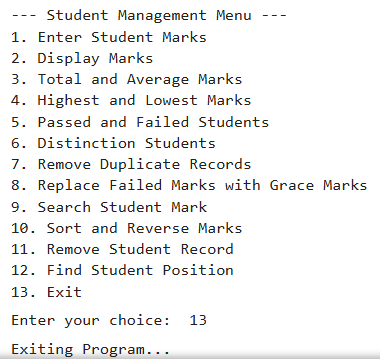 --- Student Management Menu ---
1. Enter Student Marks
2. Display Marks
3. Total and Average Marks
4. Highest and Lowest Marks
5. Passed and Failed Students
6. Distinction Students
7. Remove Duplicate Records
8. Replace Failed Marks with Grace Marks
9. Search Student Mark
10. Sort and Reverse Marks
11. Remove Student Record
12. Find Student Position
13. Exit
Enter your choice:  13
Exiting Program...